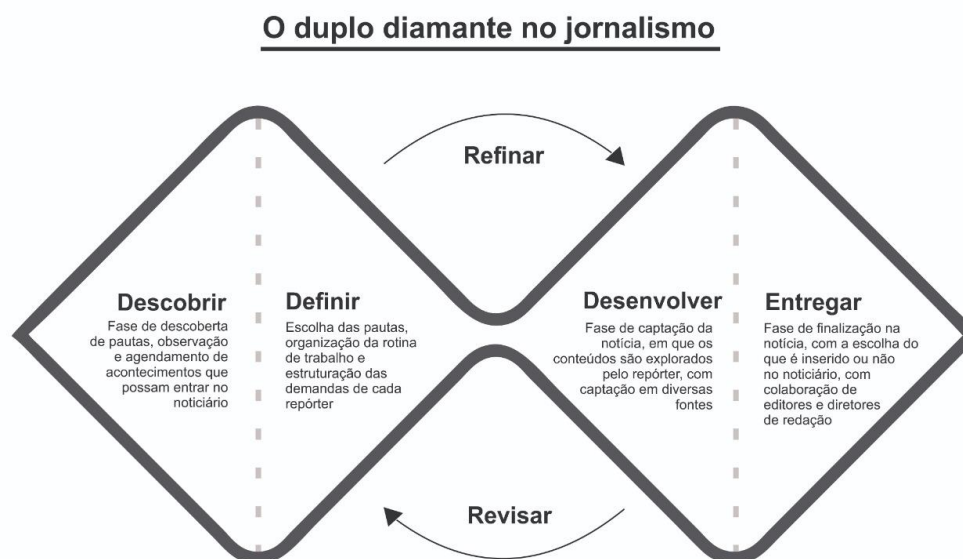 O duplo diamante no jornalismo
Refinar
Descobrir
Fase de descoberta
de pautas, observação
e agendamento de
acontecimentos que
possam entrar no
noticiário
Definir
Escolha das pautas,
organização da rotina
de trabalho e
estruturação das
demandas de cada
repórter
Desenvolver
Fase de captação da
notícia, em que os
conteúdos são explorados
pelo repórter, com
captação em diversas
fontes
Entregar
Fase de finalização na
notícia, com a escolha do
que é inserido ou não
no noticiário, com
colaboração de
editores e diretores
de redação
Revisar